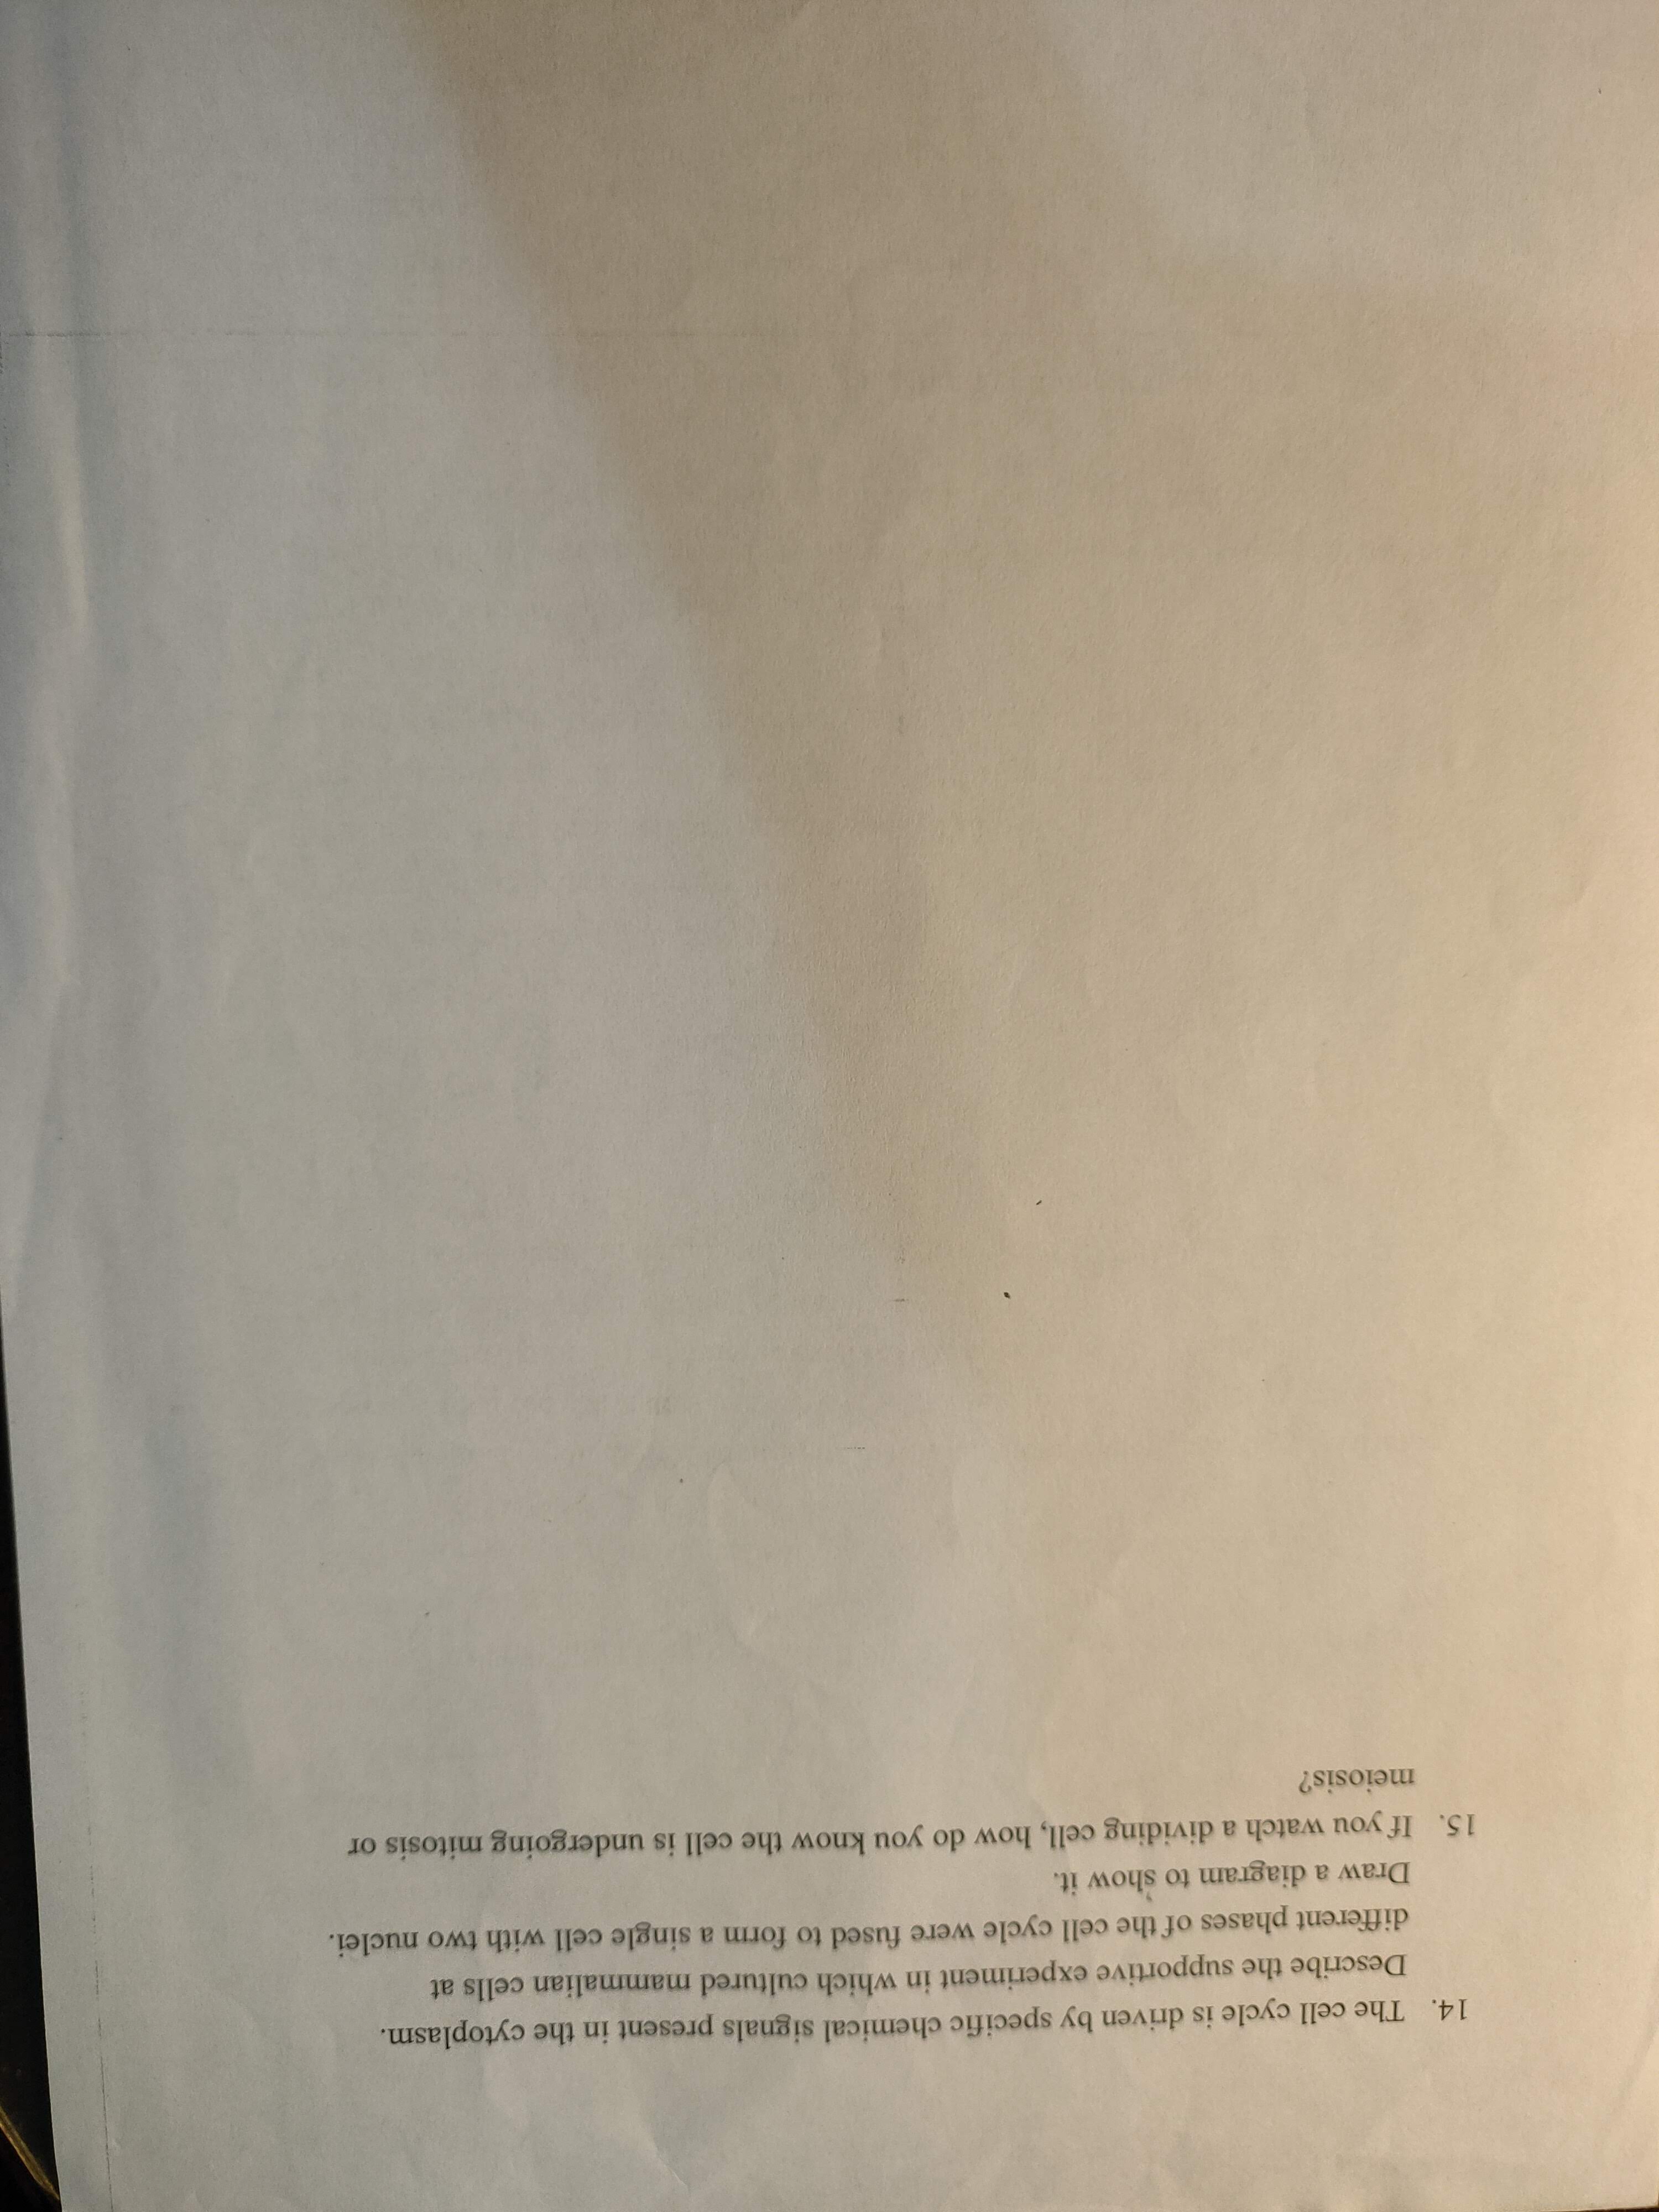 14. The cell cycle is driven by specific chemical signals present in the cytoplasm.
Describe the supportive experiment in which cultured mammalian cells at
different phases of the cell cycle were fused to form a single cell with two nuclei.
Draw a diagram to show it.
15. If you watch a dividing cell, how do you know the cell is undergoing mitosis or
meiosis?